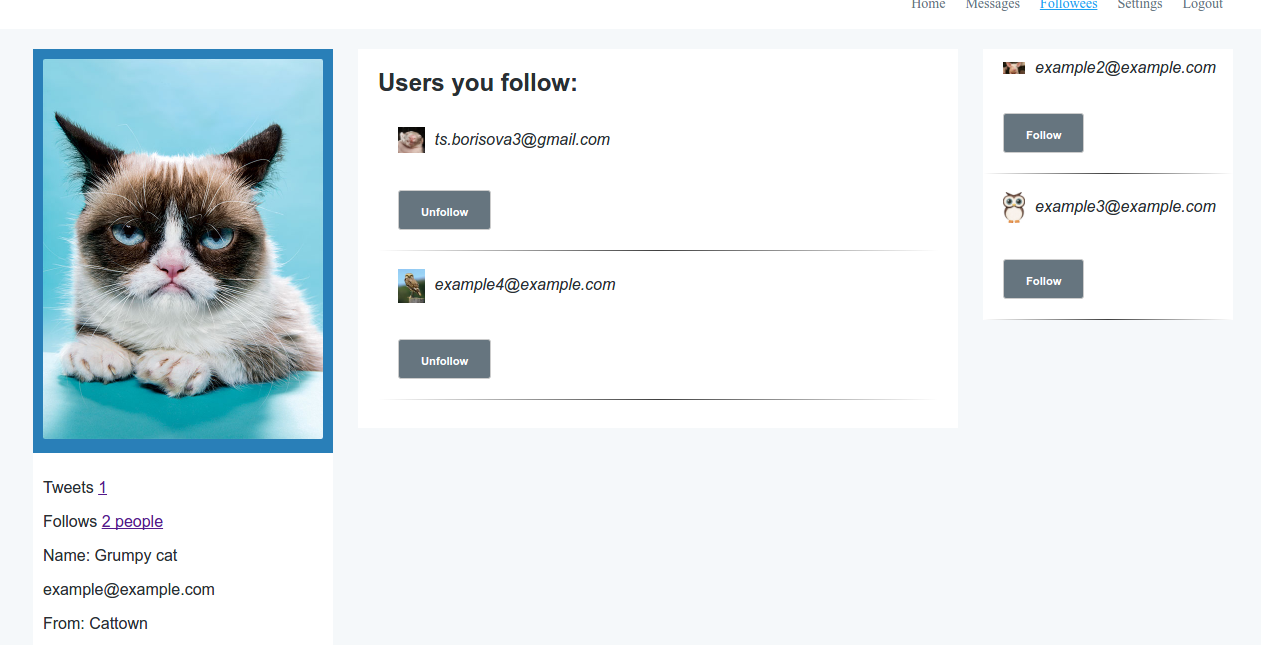 Home Messages Followees Settings Logout
Tweets 1
Follows 2 people
Name: Grumpy cat
example@example.com
From: Cattown
Users you follow:
ts.borisova3@gmail.com
Unfollow
example4@example.com
Unfollow
example2@example.com
Follow
example3@example.com
Follow